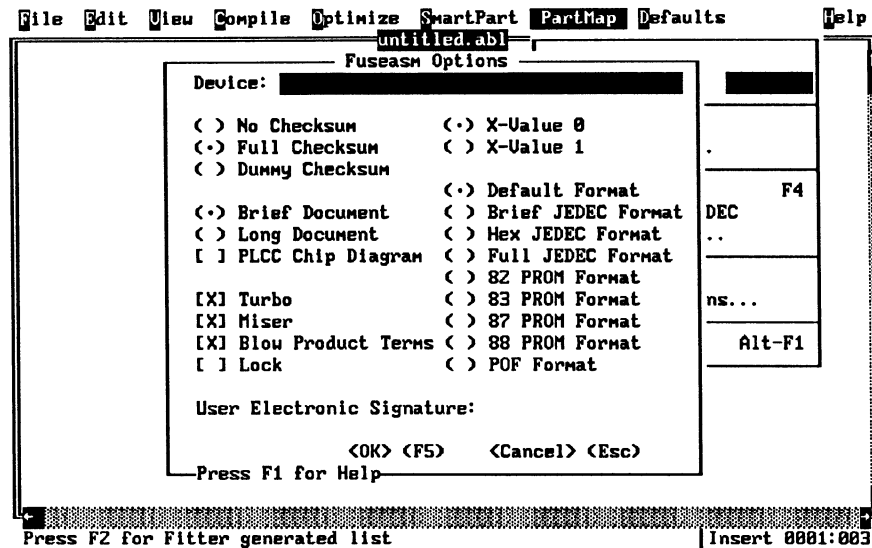 File Edit View Compile Optimize SmartPart PartMap Defaults Help
untitled.abl
Fuseasm Options
Device:
( ) No Checksum (·) X-Value 0
(·) Full Checksum ( ) X-Value 1 .
( ) Dummy Checksum
(·) Default Format F4
(·) Brief Document ( ) Brief JEDEC Format DEC
( ) Long Document ( ) Hex JEDEC Format ..
[ ] PLCC Chip Diagram ( ) Full JEDEC Format
( ) 82 PROM Format
[X] Turbo ( ) 83 PROM Format ns...
[X] Miser ( ) 87 PROM Format
[X] Blow Product Terms ( ) 88 PROM Format Alt-F1
[ ] Lock ( ) POF Format
User Electronic Signature:
<OK> (F5) <Cancel> (Esc)
Press F1 for Help
Press F2 for Fitter generated list Insert 0001:003